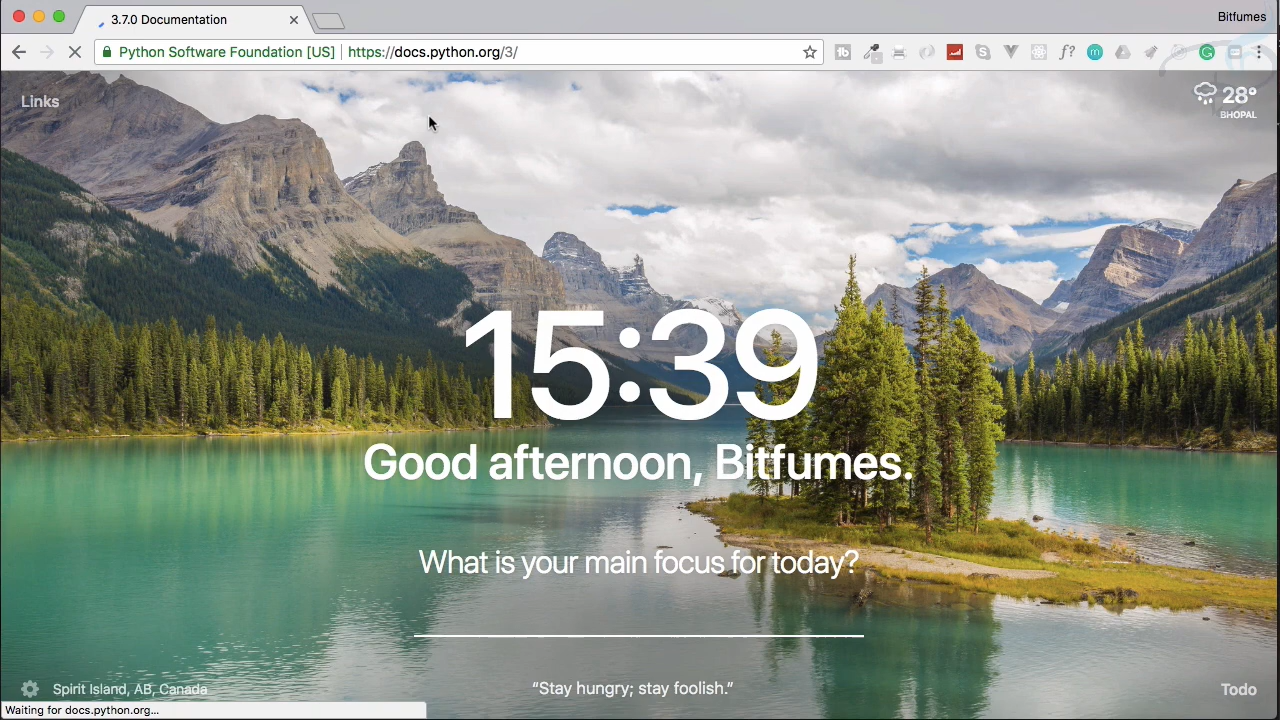 3.7.0 Documentation
Bitfumes
Python Software Foundation [US] https://docs.python.org/3/
f?
m
G
Links
28°
BHOPAL
15:39
Good afternoon, Bitfumes.
What is your main focus for today?
Spirit Island, AB, Canada
“Stay hungry; stay foolish.”
Todo
Waiting for docs.python.org...